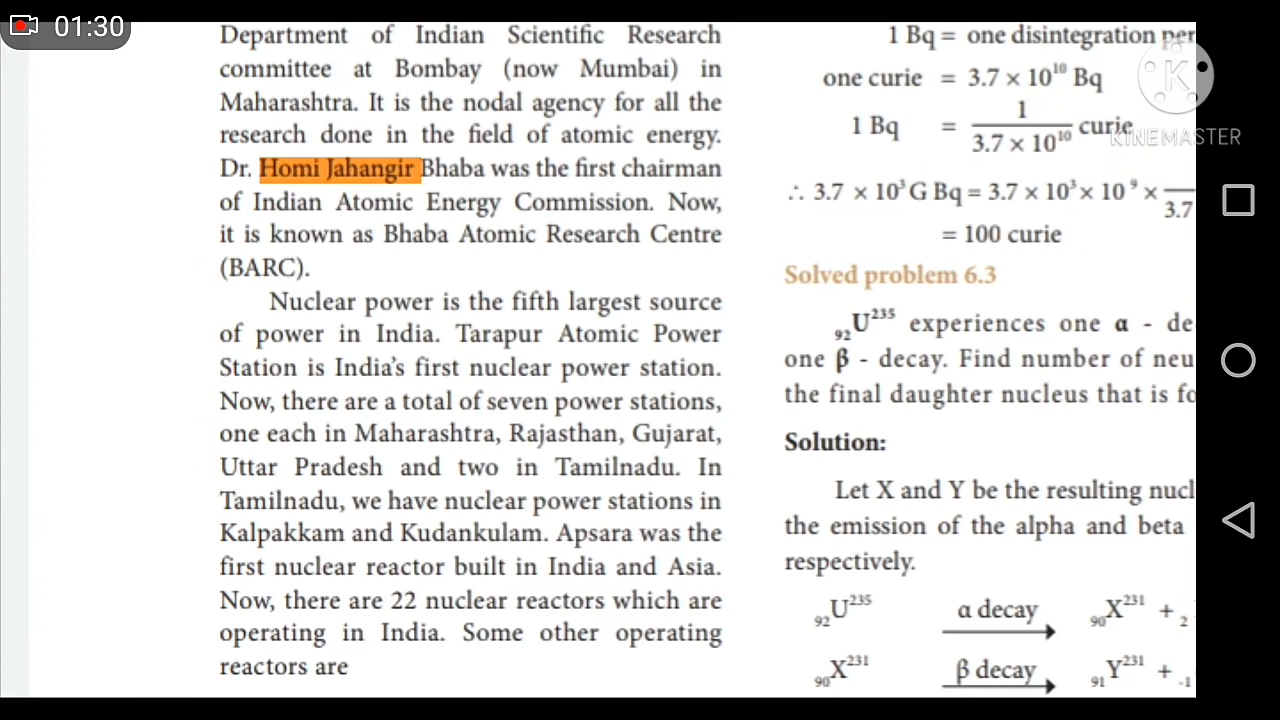 01:30
Department of Indian Scientific Research
committee at Bombay (now Mumbai) in
Maharashtra. It is the nodal agency for all the
research done in the field of atomic energy.
Dr. Homi Jahangir Bhaba was the first chairman
of Indian Atomic Energy Commission. Now,
it is known as Bhaba Atomic Research Centre
(BARC).
Nuclear power is the fifth largest source
of power in India. Tarapur Atomic Power
Station is India's first nuclear power station.
Now, there are a total of seven power stations,
one each in Maharashtra, Rajasthan, Gujarat,
Uttar Pradesh and two in Tamilnadu. In
Tamilnadu, we have nuclear power stations in
Kalpakkam and Kudankulam. Apsara was the
first nuclear reactor built in India and Asia.
Now, there are 22 nuclear reactors which are
operating in India. Some other operating
reactors are
1 Bq = one disintegration per
one curie = 3.7 × 10¹⁰ Bq
1 Bq = 1 / 3.7 × 10¹⁰ curie
∴ 3.7 × 10³ G Bq = 3.7 × 10³ × 10⁹ × / 3.7
= 100 curie
Solved problem 6.3
₉₂U²³⁵ experiences one α - de
one β - decay. Find number of neu
the final daughter nucleus that is fo
Solution:
Let X and Y be the resulting nucl
the emission of the alpha and beta
respectively.
₉₂U²³⁵ α decay ₉₀X²³¹ + ₂
₉₀X²³¹ β decay ₉₁Y²³¹ + ₋₁
K
KINEMASTER